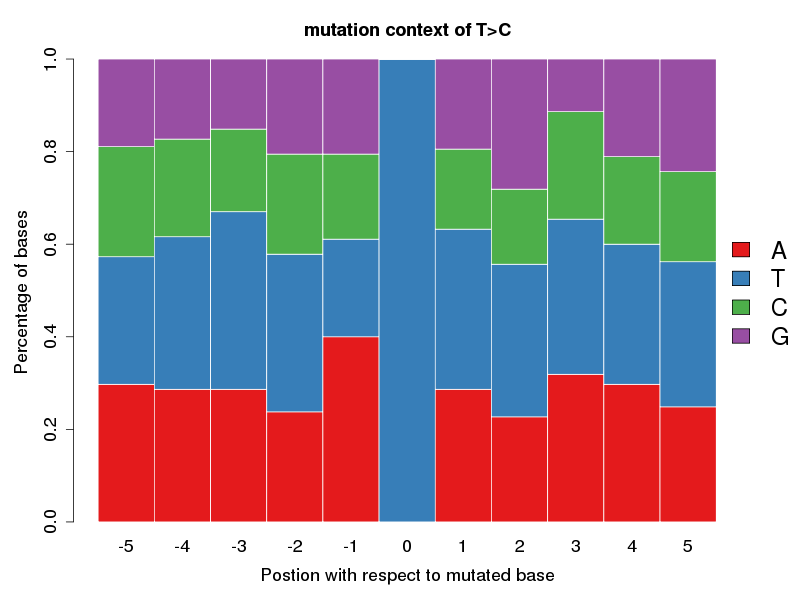 mutation context of T>C
Percentage of bases
1.0
0.8
0.6
0.4
0.2
0.0
-5 -4 -3 -2 -1 0 1 2 3 4 5
Postion with respect to mutated base
A
T
C
G